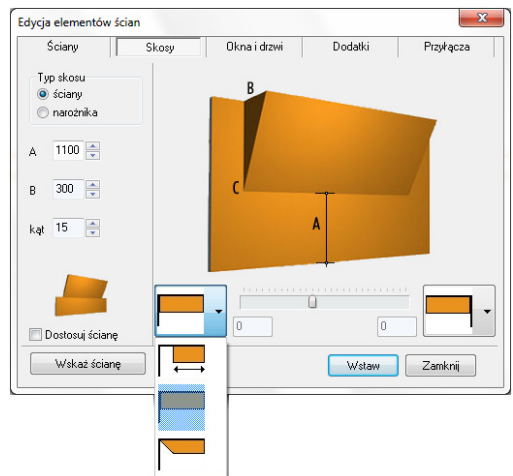 Edycja elementów ścian
Ściany Skosy Okna i drzwi Dodatki Przyłącza
Typ skosu
ściany
narożnika
A 1100
B 300
kąt 15
B
C
A
0 0
Dostosuj ścianę
Wskaż ścianę Wstaw Zamknij